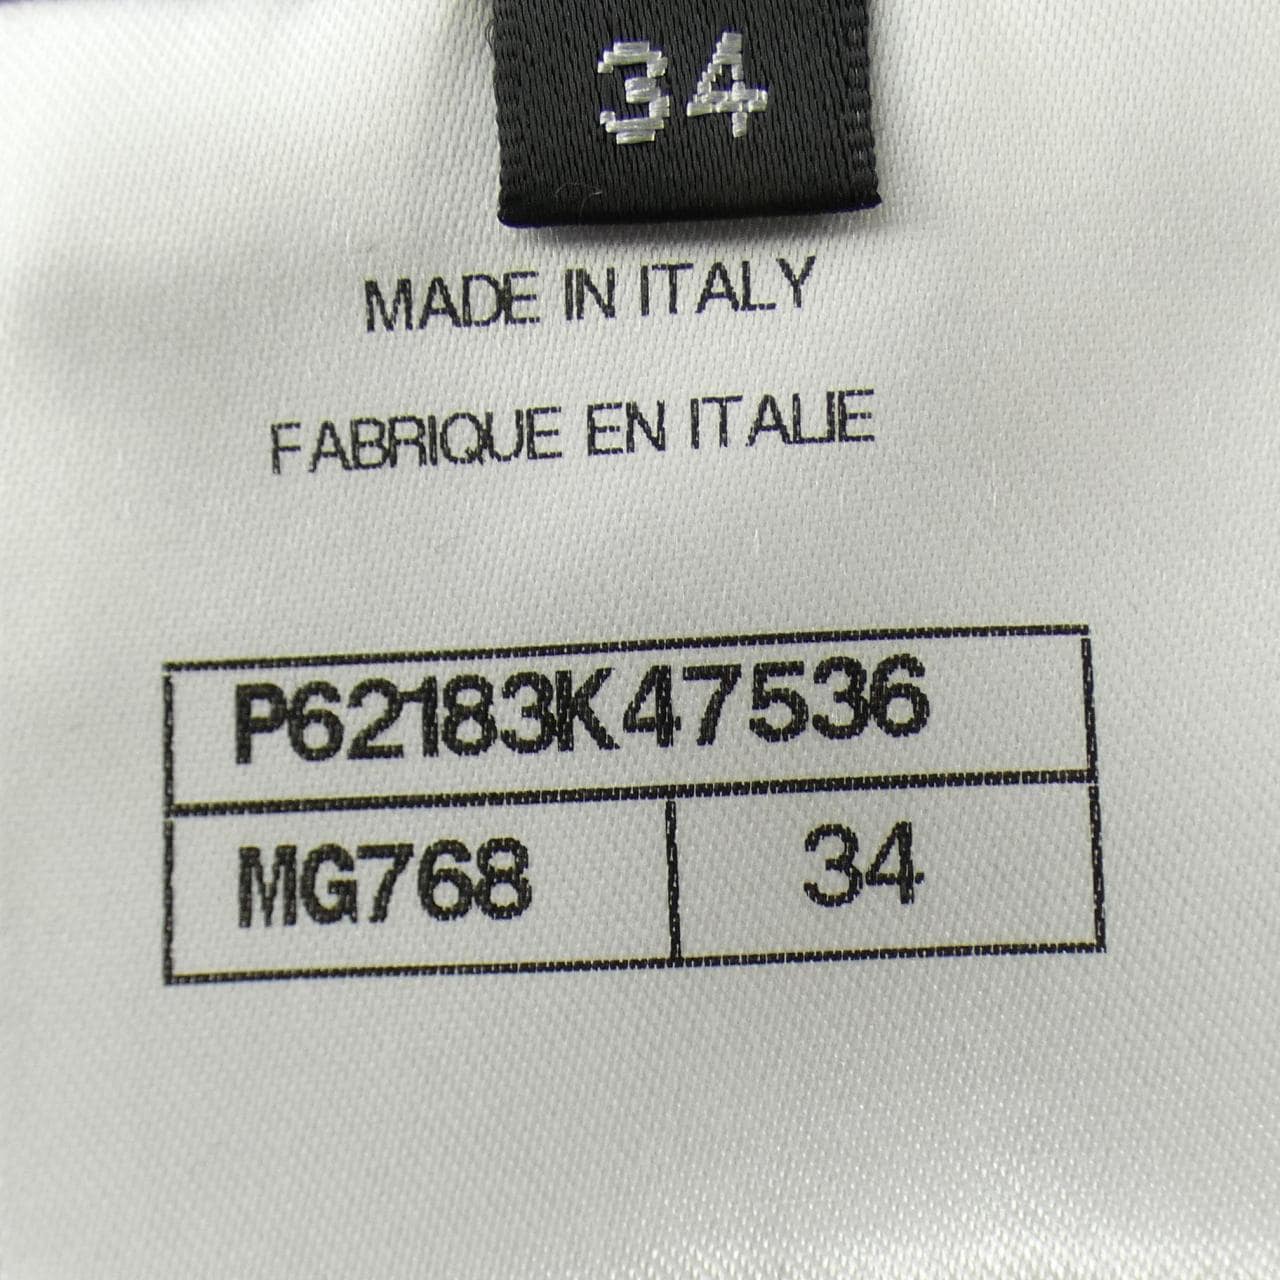 34
MADE IN ITALY
FABRIQUE EN ITALIE
P62183K47536
MG768 34